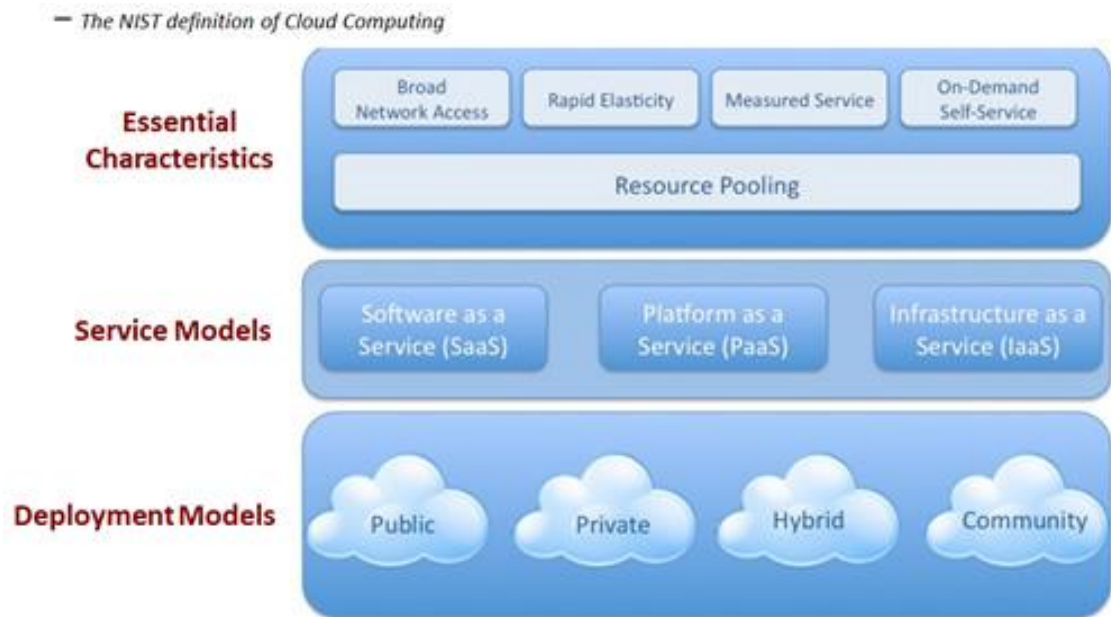 – The NIST definition of Cloud Computing
Essential
Characteristics
Broad
Network Access
Rapid Elasticity
Measured Service
On-Demand
Self-Service
Resource Pooling
Service Models
Software as a
Service (SaaS)
Platform as a
Service (PaaS)
Infrastructure as a
Service (IaaS)
Deployment Models
Public
Private
Hybrid
Community